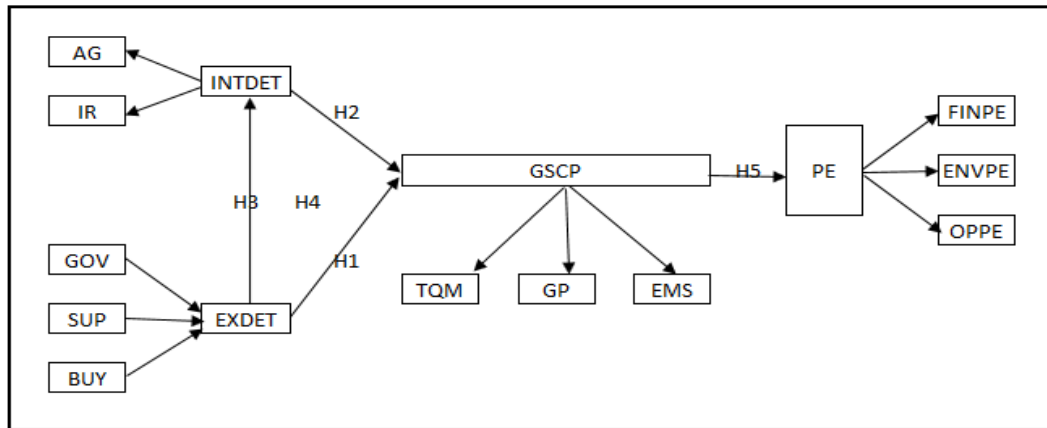 AG
INTDET
IR
H2
FINPE
GSCP
H5
PE
ENVPE
H3
H4
OPPE
GOV
H1
TQM
GP
EMS
SUP
EXDET
BUY